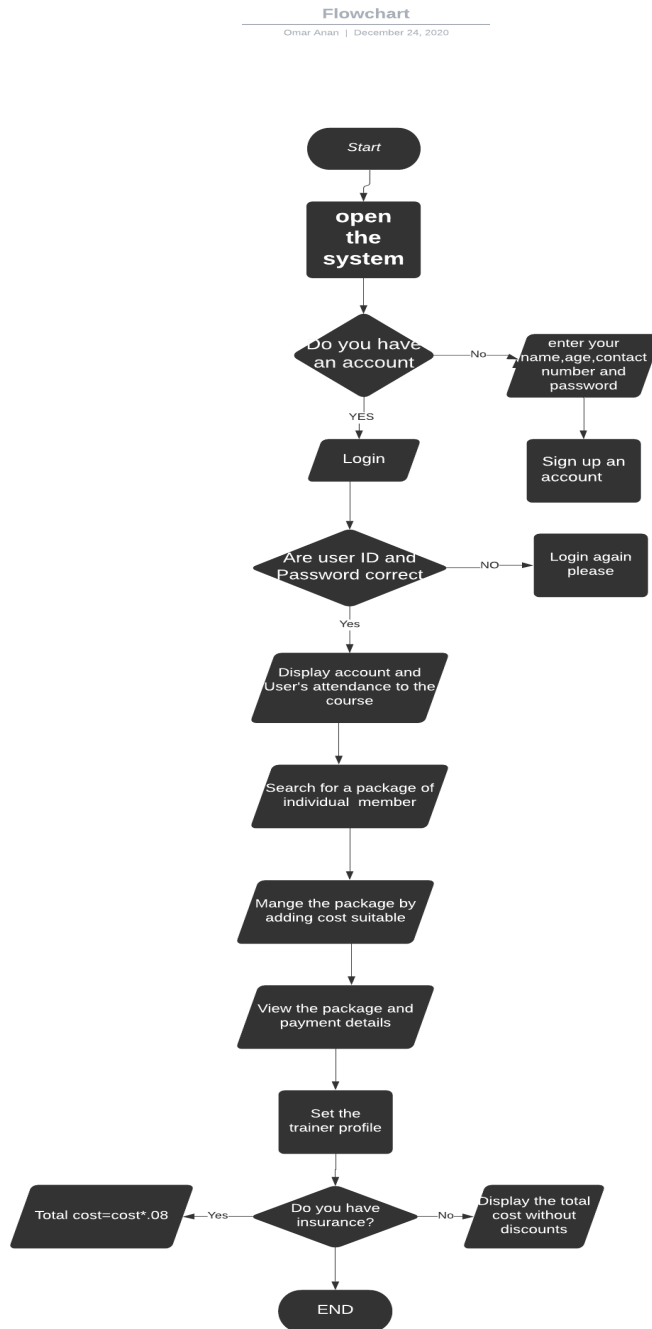 Flowchart
Omar Anan | December 24, 2020
Start
open
the
system
Do you have
an account
No
enter your
name,age,contact
number and
password
YES
Login
Sign up an
account
Are user ID and
Password correct
NO
Login again
please
Yes
Display account and
User's attendance to the
course
Search for a package of
individual member
Mange the package by
adding cost suitable
View the package and
payment details
Set the
trainer profile
Do you have
insurance?
Yes
Total cost=cost*.08
No
Display the total
cost without
discounts
END